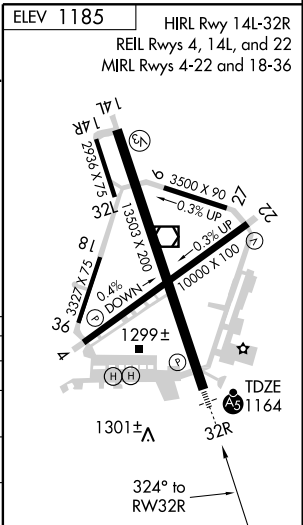 ELEV 1185
HIRL Rwy 14L-32R
REIL Rwys 4, 14L, and 22
MIRL Rwys 4-22 and 18-36
14L
14R
V3
2936 X 75
32L
9
3500 X 90
0.3% UP
27
22
13503 X 200
0.3% UP
V
18
3327 X 75
0.4%
DOWN
10000 X 100
36
P
4
1299±
P
H H
TDZE
1164
A5
1301±
32R
324° to
RW32R